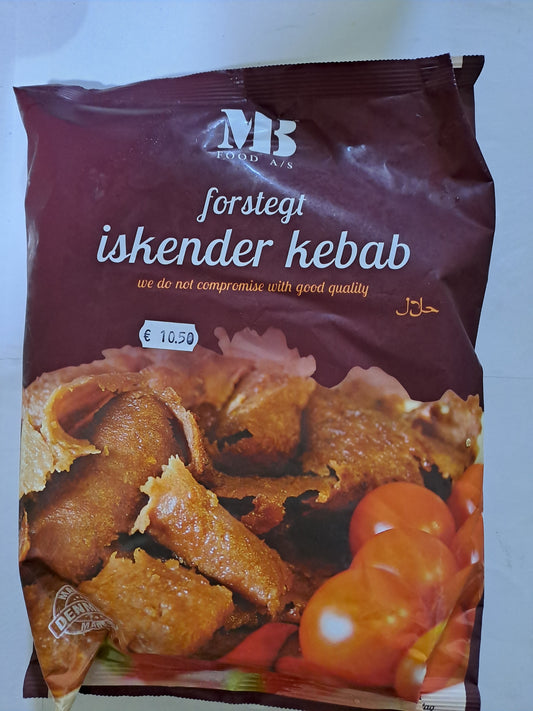 MB
FOOD A/S
forstegt
iskender kebab
we do not compromise with good quality
حلال
€ 10.50